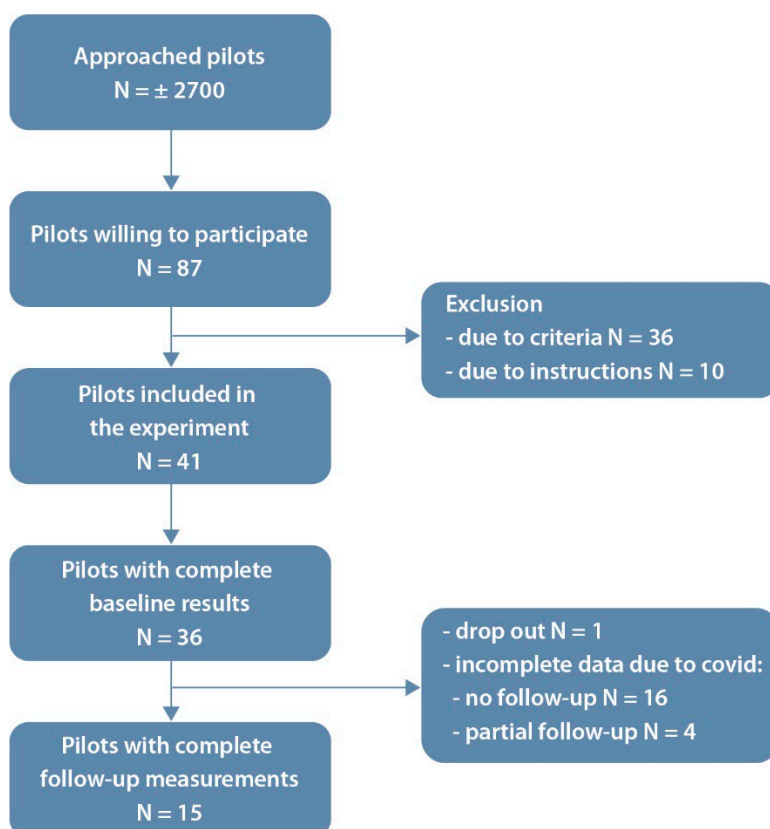 Approached pilots
N = ± 2700
Pilots willing to participate
N = 87
Exclusion
- due to criteria N = 36
- due to instructions N = 10
Pilots included in
the experiment
N = 41
Pilots with complete
baseline results
N = 36
- drop out N = 1
- incomplete data due to covid:
- no follow-up N = 16
- partial follow-up N = 4
Pilots with complete
follow-up measurements
N = 15